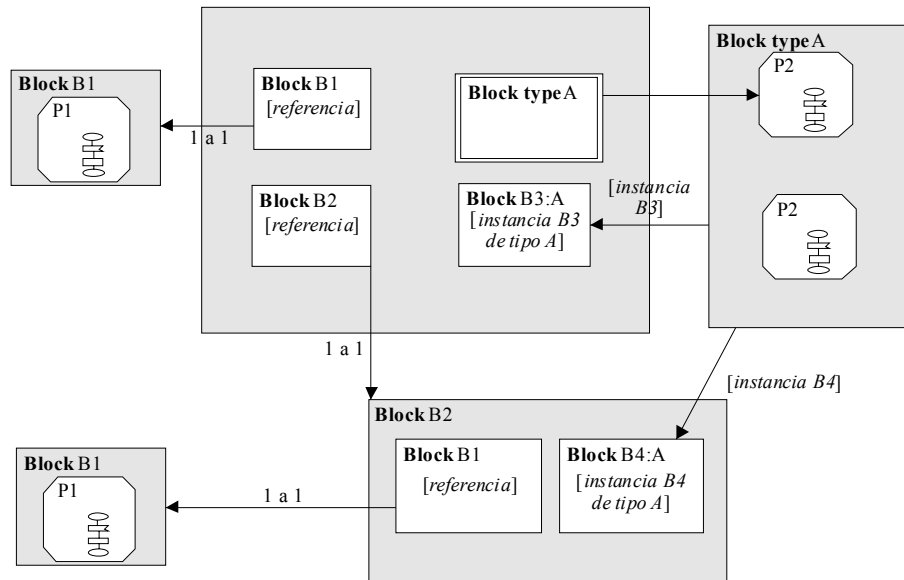 Block B1
P1
1 a 1
Block B1
[referencia]
Block type A
Block B2
[referencia]
Block B3:A
[instancia B3
de tipo A]
[instancia
B3]
Block type A
P2
P2
1 a 1
[instancia B4]
Block B2
Block B1
[referencia]
Block B4:A
[instancia B4
de tipo A]
1 a 1
Block B1
P1